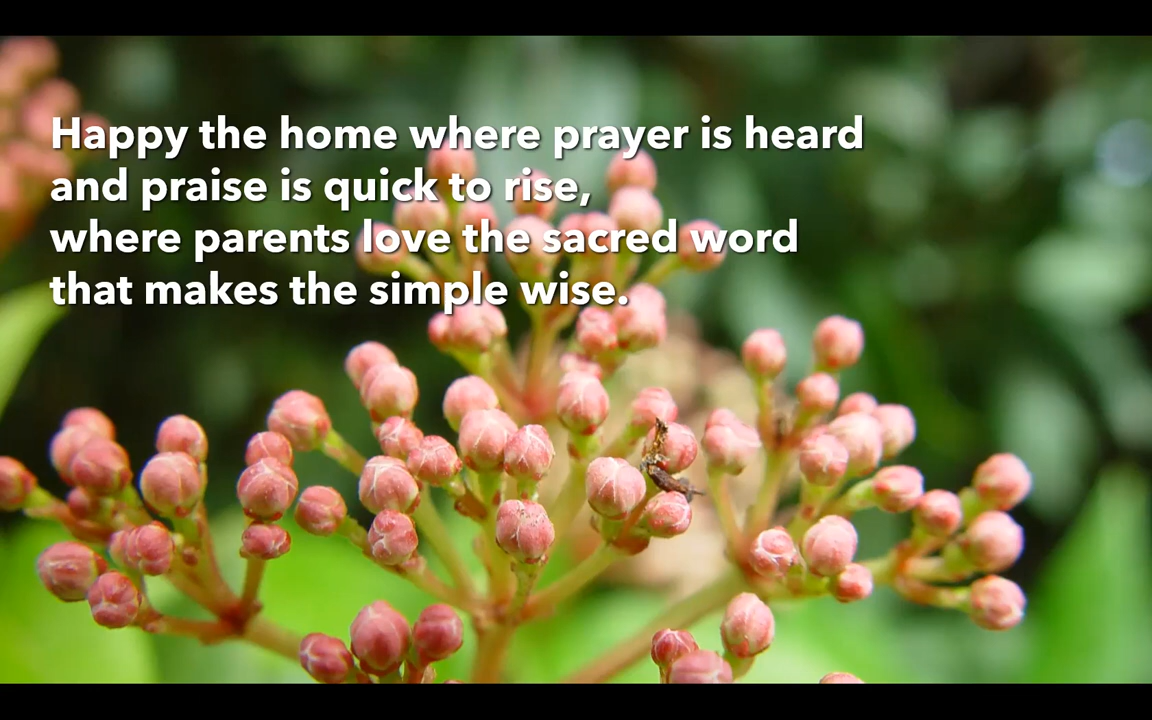 Happy the home where prayer is heard
and praise is quick to rise,
where parents love the sacred word
that makes the simple wise.